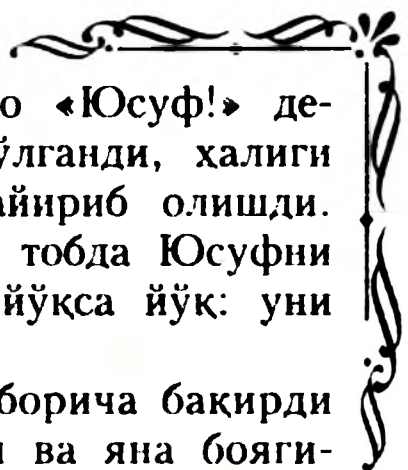 о «Юсуф!» де-
ўлганди, халиги
айириб олишди.
тобда Юсуфни
йўқса йўқ: уни
борича бақирди
и ва яна бояги-